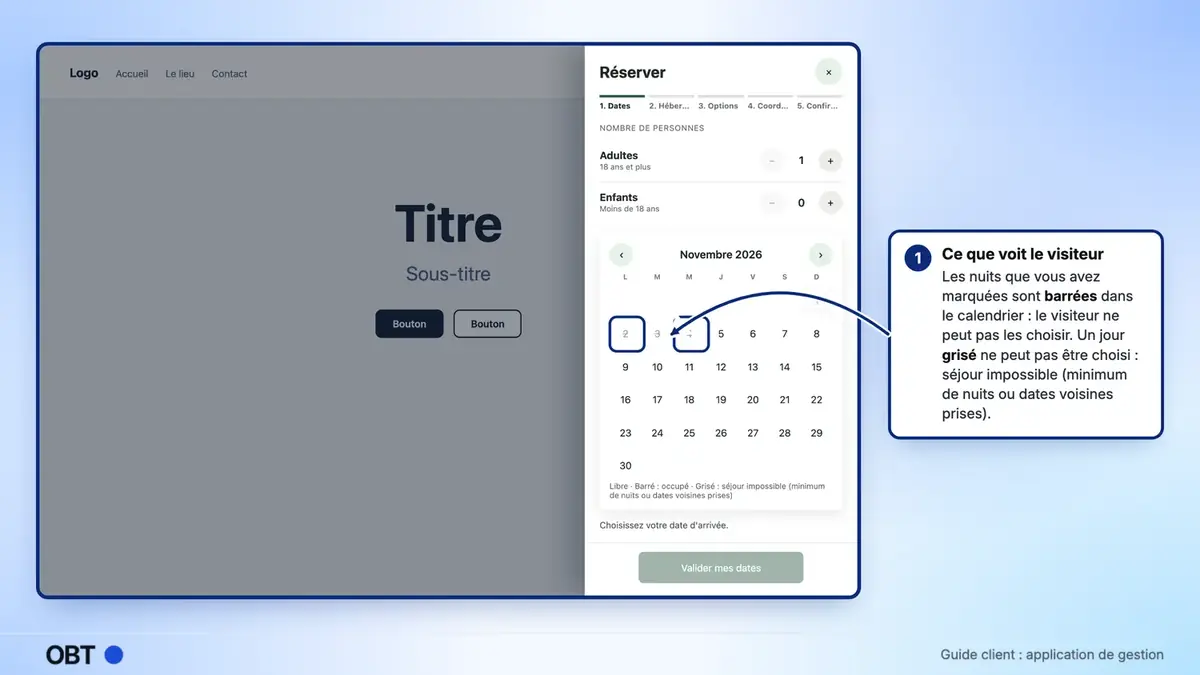 Logo
Accueil
Le lieu
Contact
Titre
Sous-titre
Bouton
Bouton
Réserver
×
1. Dates
2. Héber...
3. Options
4. Coord...
5. Confir...
NOMBRE DE PERSONNES
Adultes
18 ans et plus
− 1 +
Enfants
Moins de 18 ans
− 0 +
‹ Novembre 2026 ›
L M M J V S D
2 3 4 5 6 7 8
9 10 11 12 13 14 15
16 17 18 19 20 21 22
23 24 25 26 27 28 29
30
Libre · Barré : occupé · Grisé : séjour impossible (minimum
de nuits ou dates voisines prises)
Choisissez votre date d'arrivée.
Valider mes dates
1
Ce que voit le visiteur
Les nuits que vous avez
marquées sont barrées dans
le calendrier : le visiteur ne
peut pas les choisir. Un jour
grisé ne peut pas être choisi :
séjour impossible (minimum
de nuits ou dates voisines
prises).
OBT
Guide client : application de gestion